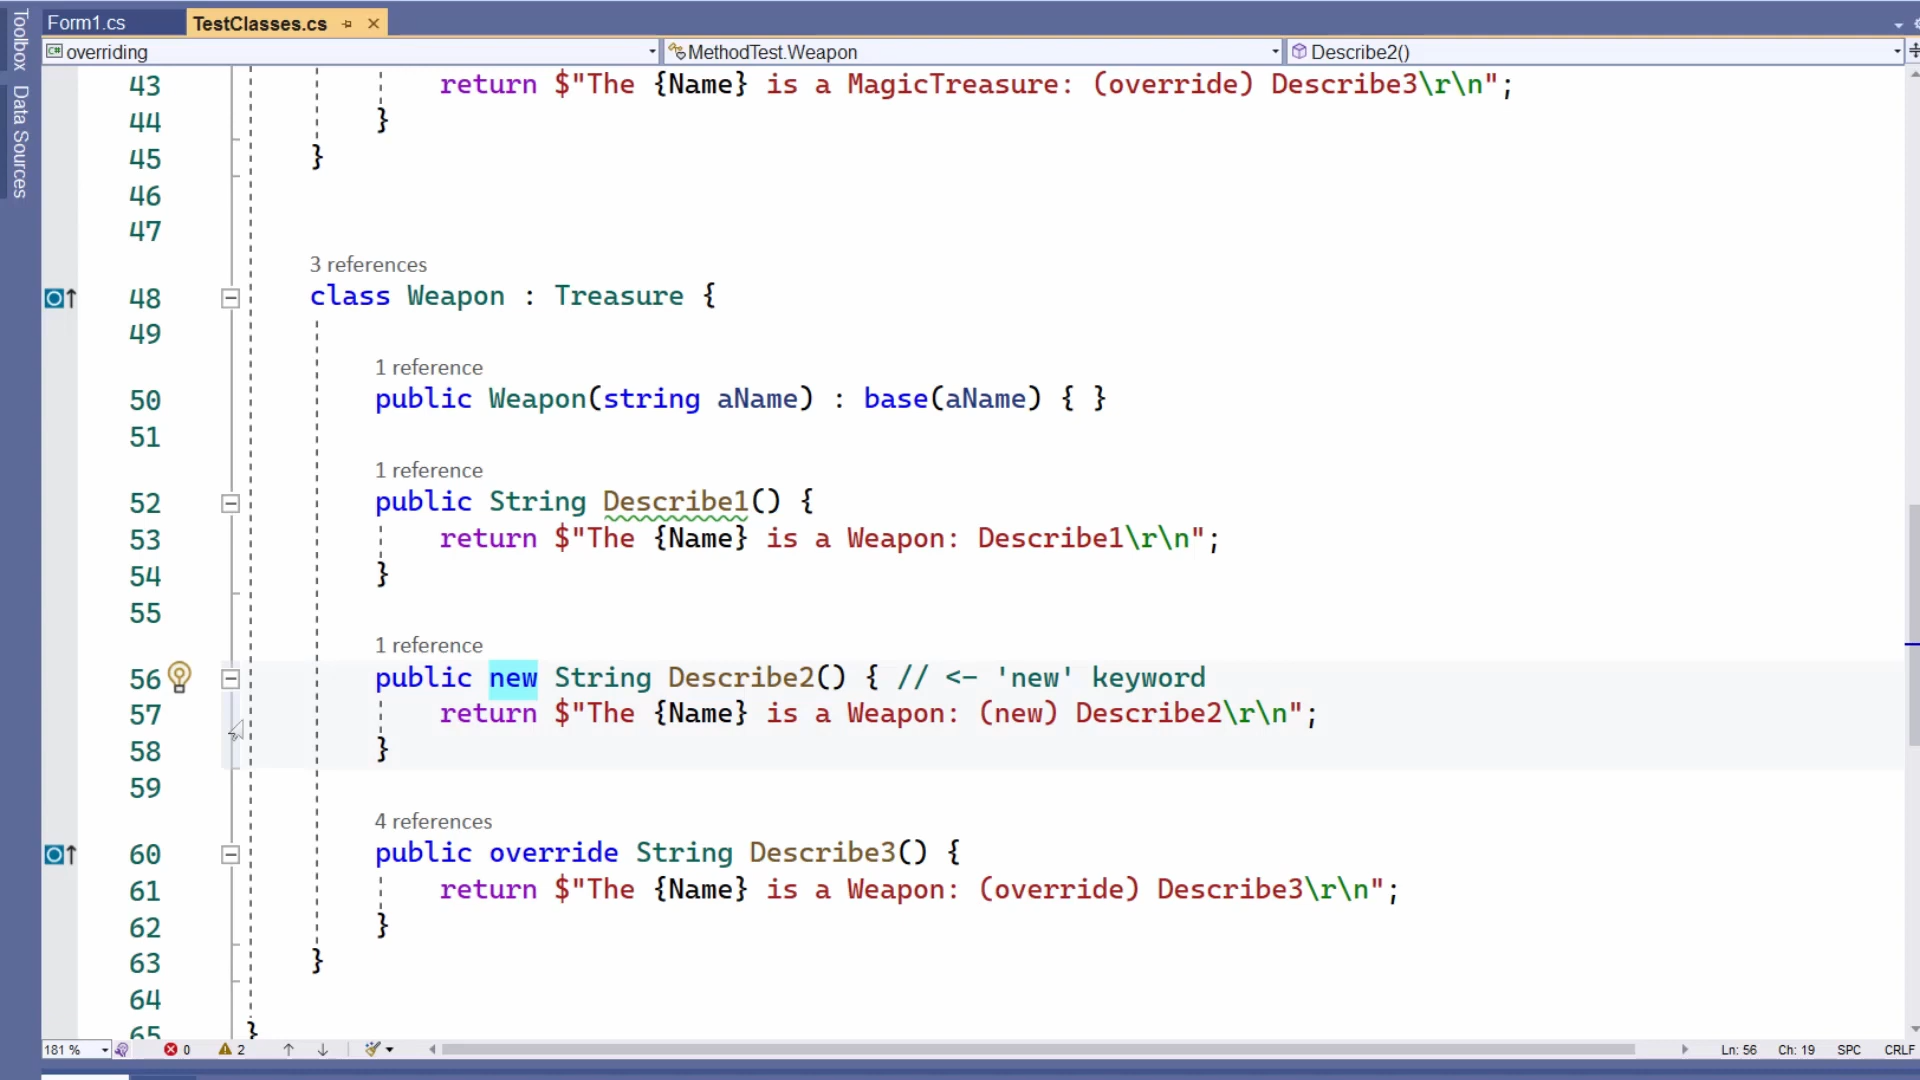 Toolbox
Data Sources
Form1.cs
TestClasses.cs
C# overriding
MethodTest.Weapon
Describe2()
43 return $"The {Name} is a MagicTreasure: (override) Describe3\r\n";
44 }
45 }
46
47
3 references
48 class Weapon : Treasure {
49
1 reference
50 public Weapon(string aName) : base(aName) { }
51
1 reference
52 public String Describe1() {
53 return $"The {Name} is a Weapon: Describe1\r\n";
54 }
55
1 reference
56 public new String Describe2() { // <- 'new' keyword
57 return $"The {Name} is a Weapon: (new) Describe2\r\n";
58 }
59
4 references
60 public override String Describe3() {
61 return $"The {Name} is a Weapon: (override) Describe3\r\n";
62 }
63 }
64
65 }
181 % 0 2 Ln: 56 Ch: 19 SPC CRLF